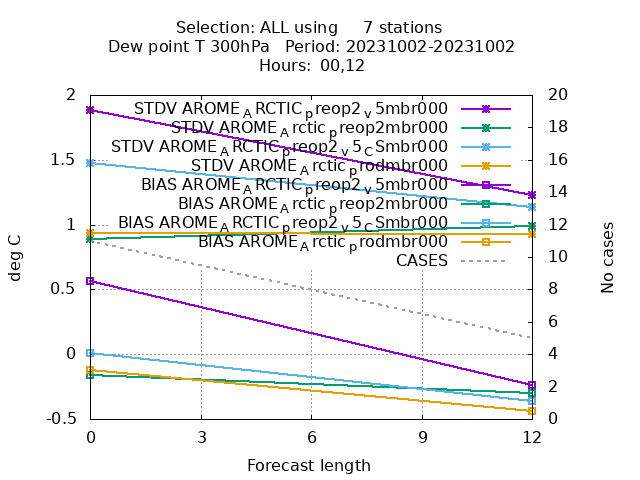 Selection: ALL using 7 stations
Dew point T 300hPa Period: 20231002-20231002
Hours: 00,12
deg C
No cases
2
1.5
1
0.5
0
-0.5
20
18
16
14
12
10
8
6
4
2
0
STDV AROME_ARCTIC_preop2_v5mbr000
STDV AROME_Arctic_preop2mbr000
STDV AROME_ARCTIC_preop2_v5_CSmbr000
STDV AROME_Arctic_prodmbr000
BIAS AROME_ARCTIC_preop2_v5mbr000
BIAS AROME_Arctic_preop2mbr000
BIAS AROME_ARCTIC_preop2_v5_CSmbr000
BIAS AROME_Arctic_prodmbr000
CASES
0 3 6 9 12
Forecast length